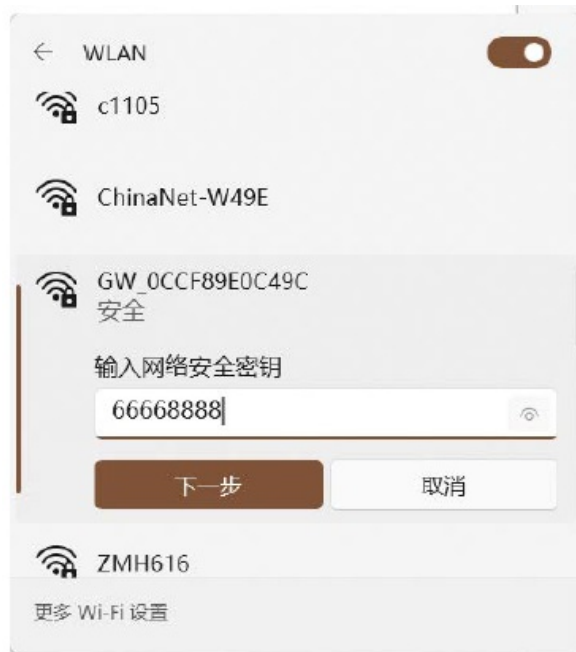 WLAN
c1105
ChinaNet-W49E
GW_0CCF89E0C49C
安全
输入网络安全密钥
66668888
下一步
取消
ZMH616
更多 Wi-Fi 设置